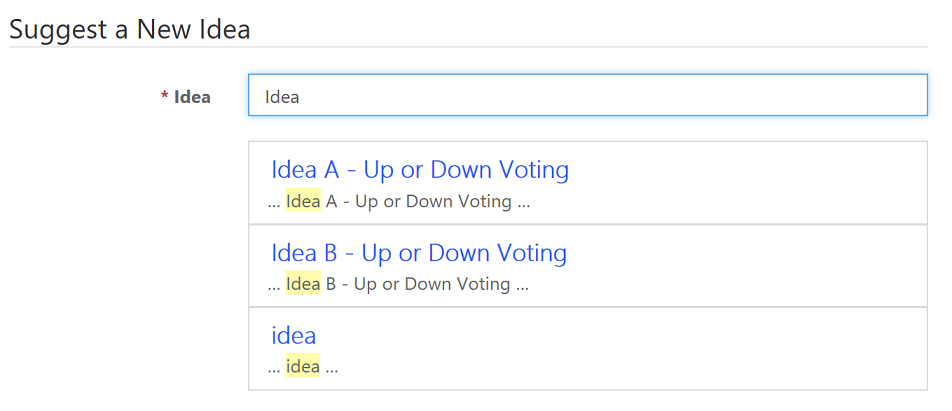 Suggest a New Idea
* Idea
Idea
Idea A - Up or Down Voting
... Idea A - Up or Down Voting ...
Idea B - Up or Down Voting
... Idea B - Up or Down Voting ...
idea
... idea ...